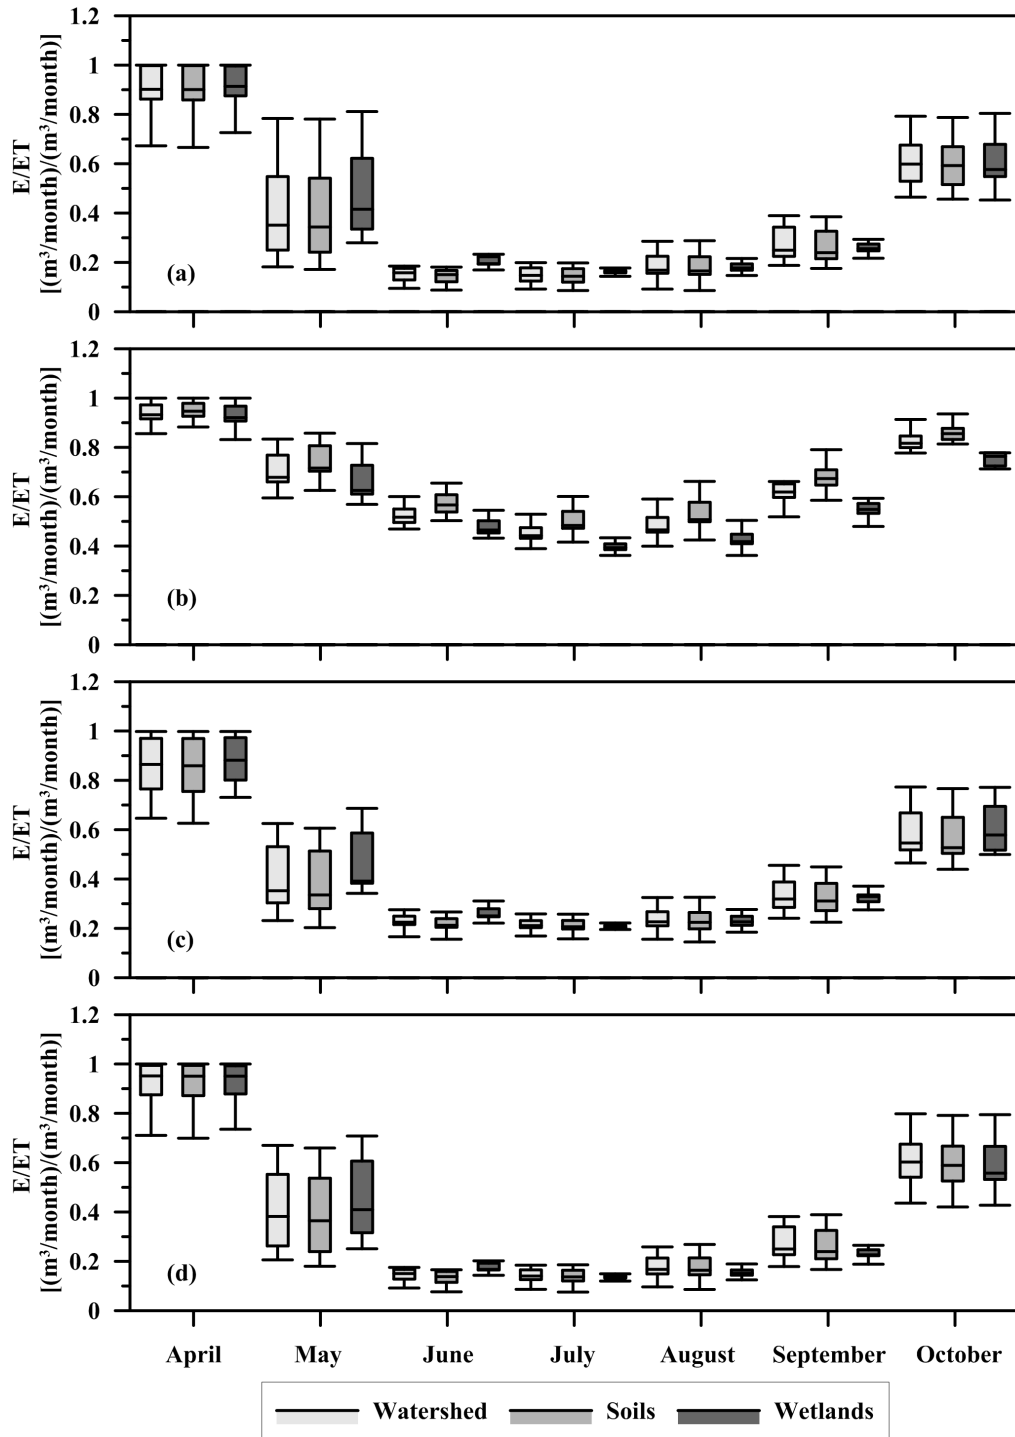 1.2
1
0.8
0.6
0.4
0.2
0
E/ET
[(m³/month)/(m³/month)]
(a)
1.2
1
0.8
0.6
0.4
0.2
0
E/ET
[(m³/month)/(m³/month)]
(b)
1.2
1
0.8
0.6
0.4
0.2
0
E/ET
[(m³/month)/(m³/month)]
(c)
1.2
1
0.8
0.6
0.4
0.2
0
E/ET
[(m³/month)/(m³/month)]
(d)
April May June July August September October
Watershed Soils Wetlands